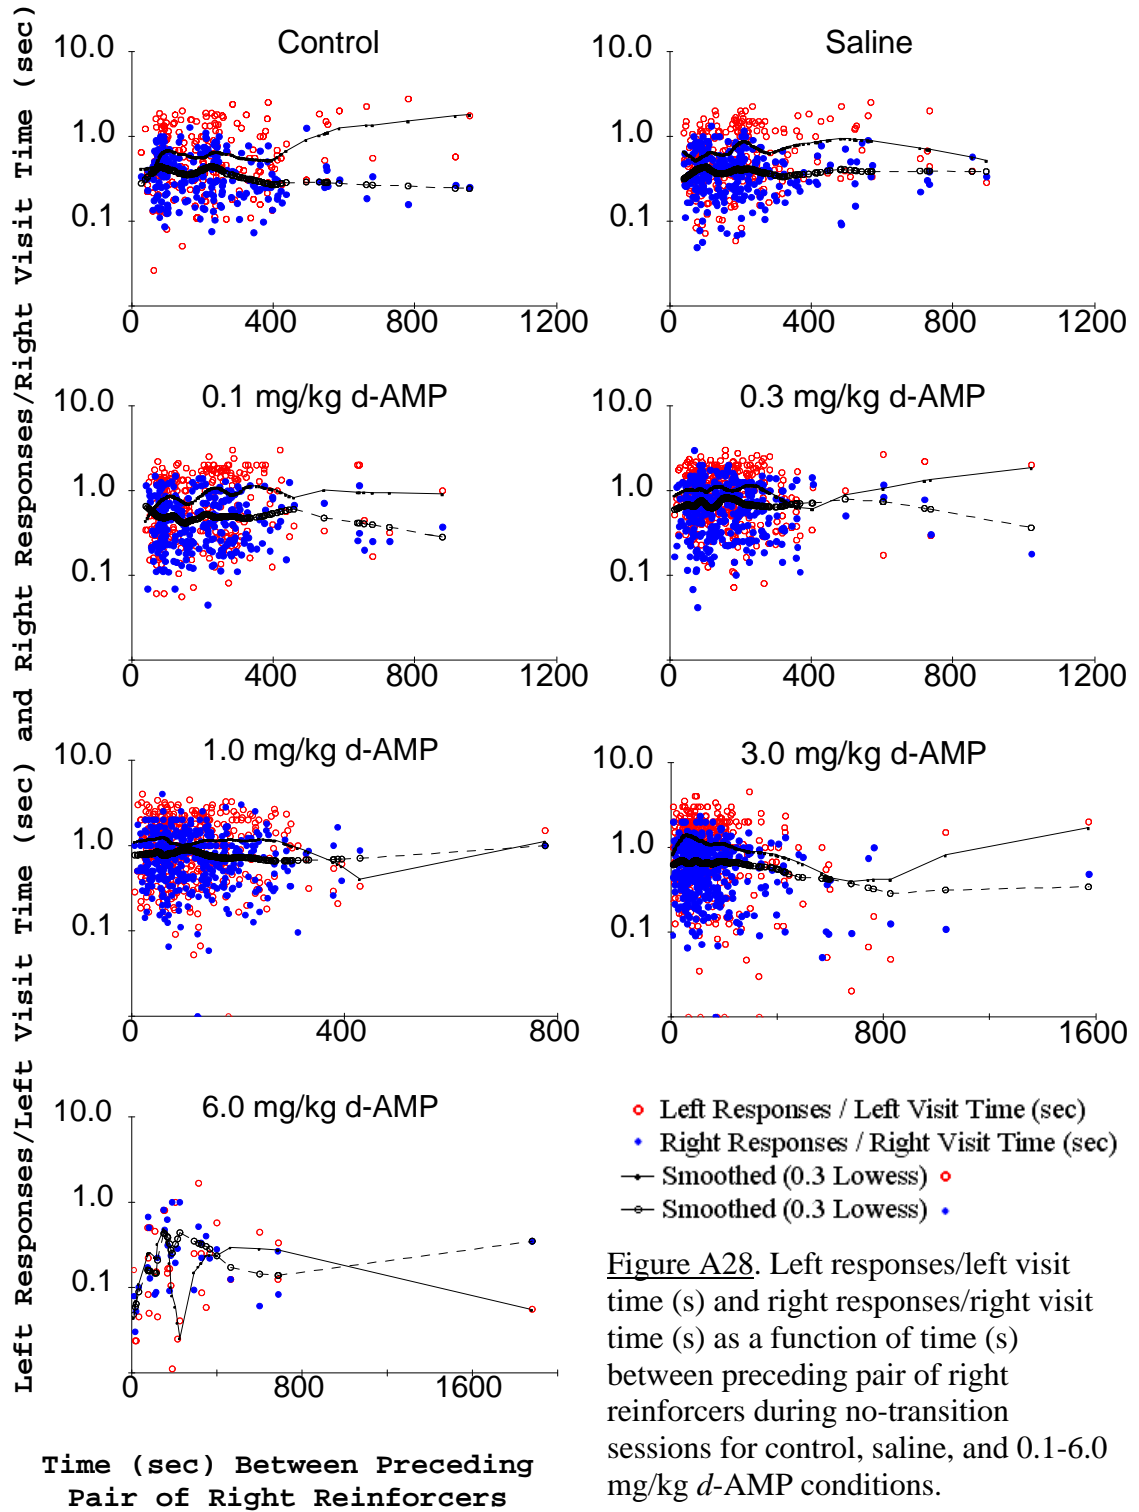 Left Responses/Left Visit Time (sec) and Right Responses/Right Visit Time (sec)
Control
10.0
1.0
0.1
0 400 800 1200
Saline
10.0
1.0
0.1
0 400 800 1200
0.1 mg/kg d-AMP
10.0
1.0
0.1
0 400 800 1200
0.3 mg/kg d-AMP
10.0
1.0
0.1
0 400 800 1200
1.0 mg/kg d-AMP
10.0
1.0
0.1
0 400 800
3.0 mg/kg d-AMP
10.0
1.0
0.1
0 800 1600
6.0 mg/kg d-AMP
10.0
1.0
0.1
0 800 1600
Time (sec) Between Preceding
Pair of Right Reinforcers
Left Responses / Left Visit Time (sec)
Right Responses / Right Visit Time (sec)
Smoothed (0.3 Lowess)
Smoothed (0.3 Lowess)
Figure A28. Left responses/left visit
time (s) and right responses/right visit
time (s) as a function of time (s)
between preceding pair of right
reinforcers during no-transition
sessions for control, saline, and 0.1-6.0
mg/kg d-AMP conditions.